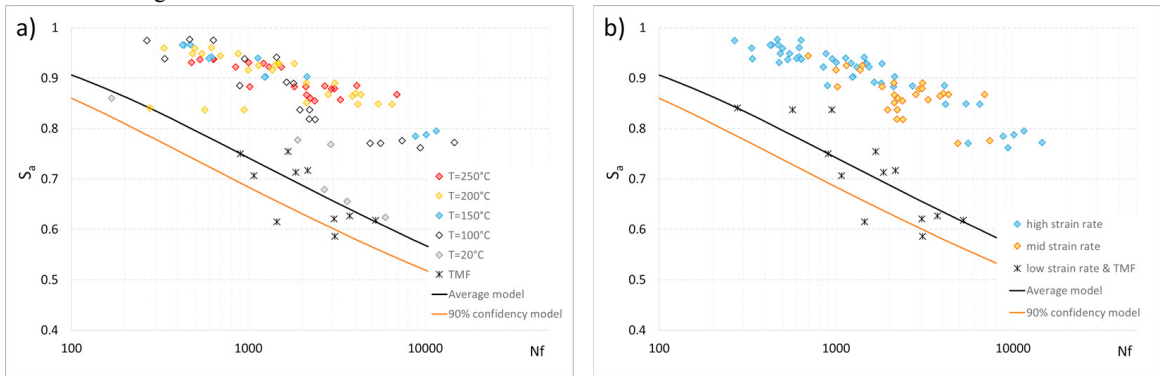 a)
1
0.9
0.8
0.7
0.6
0.5
0.4
Sa
100
1000
10000
Nf
T=250°C
T=200°C
T=150°C
T=100°C
T=20°C
TMF
Average model
90% confidency model
b)
1
0.9
0.8
0.7
0.6
0.5
0.4
Sa
100
1000
10000
Nf
high strain rate
mid strain rate
low strain rate & TMF
Average model
90% confidency model